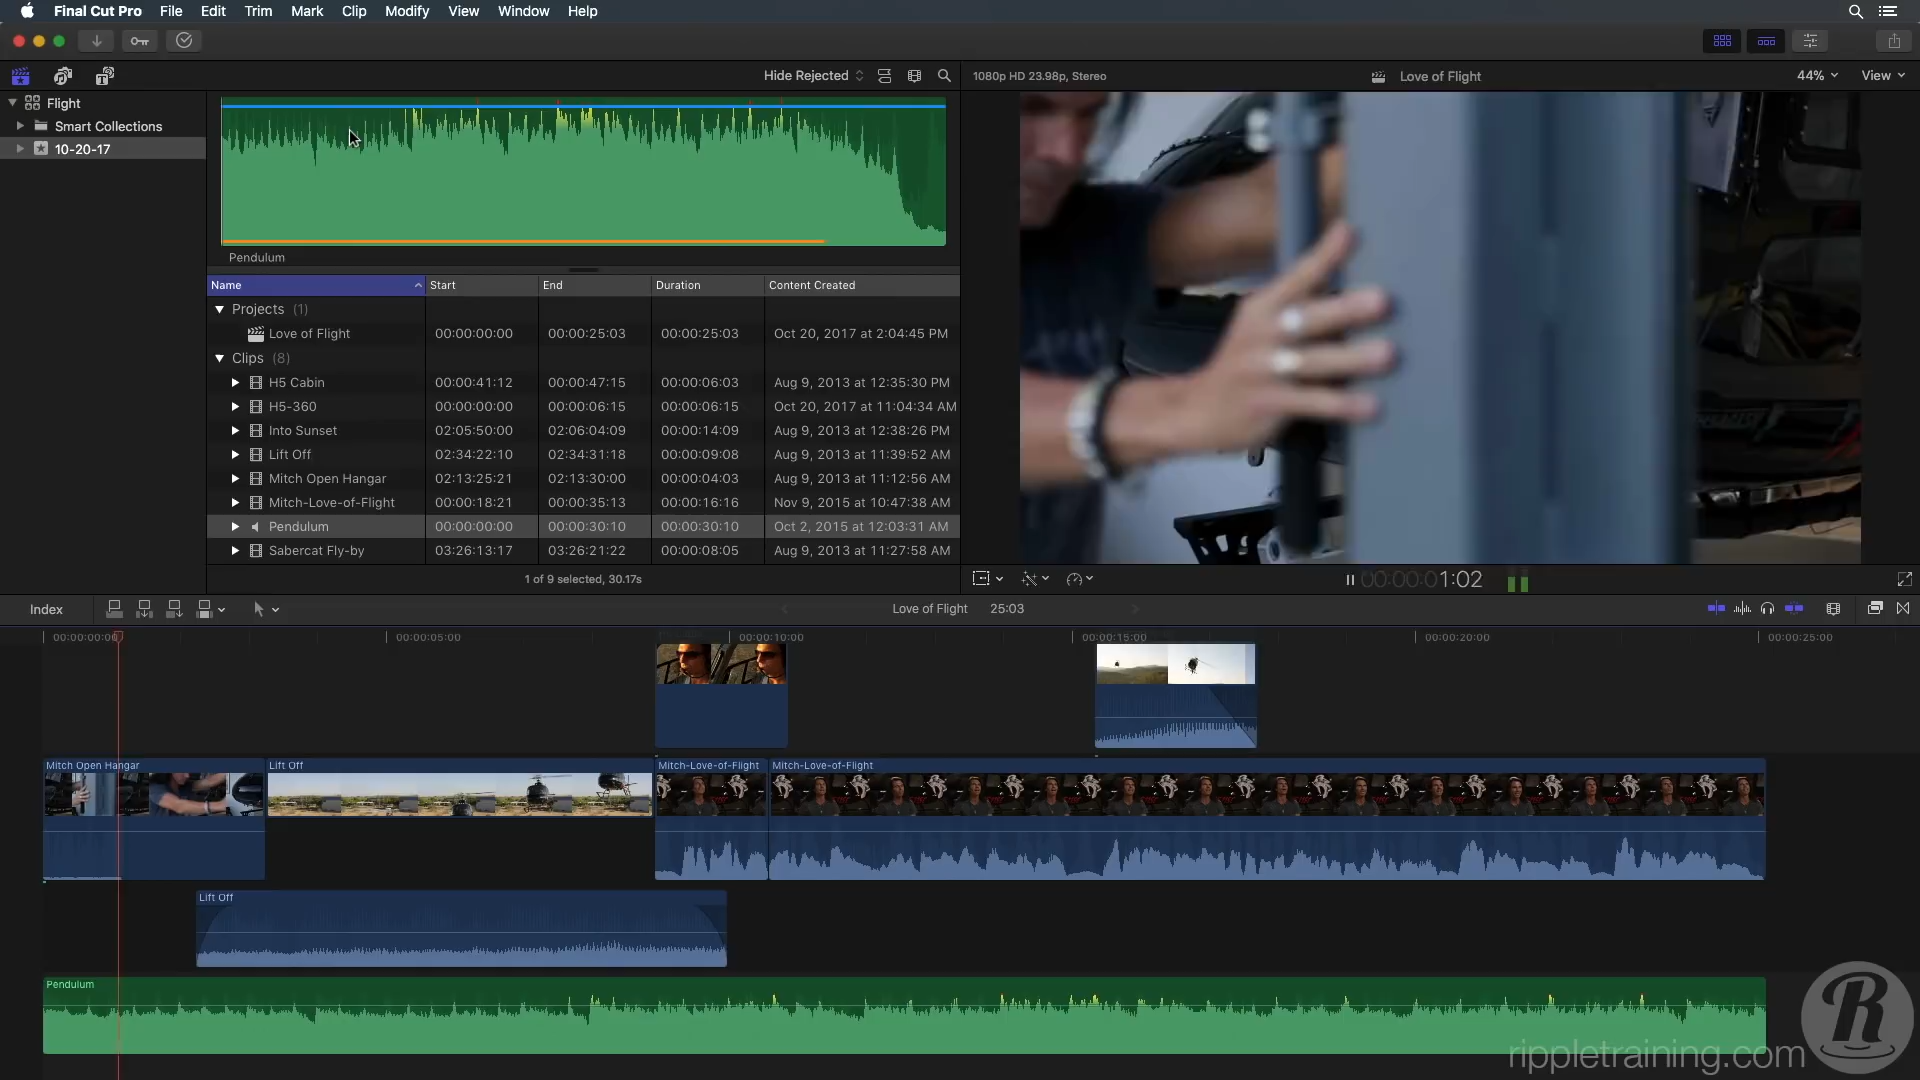 Final Cut Pro File Edit Trim Mark Clip Modify View Window Help
Hide Rejected
1080p HD 23.98p, Stereo
Love of Flight
44%
View
Flight
Smart Collections
10-20-17
Pendulum
Name Start End Duration Content Created
Projects (1)
Love of Flight 00:00:00:00 00:00:25:03 00:00:25:03 Oct 20, 2017 at 2:04:45 PM
Clips (8)
H5 Cabin 00:00:41:12 00:00:47:15 00:00:06:03 Aug 9, 2013 at 12:35:30 PM
H5-360 00:00:00:00 00:00:06:15 00:00:06:15 Oct 20, 2017 at 11:04:34 AM
Into Sunset 02:05:50:00 02:06:04:09 00:00:14:09 Aug 9, 2013 at 12:38:26 PM
Lift Off 02:34:22:10 02:34:31:18 00:00:09:08 Aug 9, 2013 at 11:39:52 AM
Mitch Open Hangar 02:13:25:21 02:13:30:00 00:00:04:03 Aug 9, 2013 at 11:12:56 AM
Mitch-Love-of-Flight 00:00:18:21 00:00:35:13 00:00:16:16 Nov 9, 2015 at 10:47:38 AM
Pendulum 00:00:00:00 00:00:30:10 00:00:30:10 Oct 2, 2015 at 12:03:31 AM
Sabercat Fly-by 03:26:13:17 03:26:21:22 00:00:08:05 Aug 9, 2013 at 11:27:58 AM
1 of 9 selected, 30.17s
00:00:01:02
Index
Love of Flight 25:03
00:00:00:00 00:00:05:00 00:00:10:00 00:00:15:00 00:00:20:00 00:00:25:00
Mitch Open Hangar
Lift Off
Mitch-Love-of-Flight
Mitch-Love-of-Flight
Lift Off
Pendulum
R
rippletraining.com